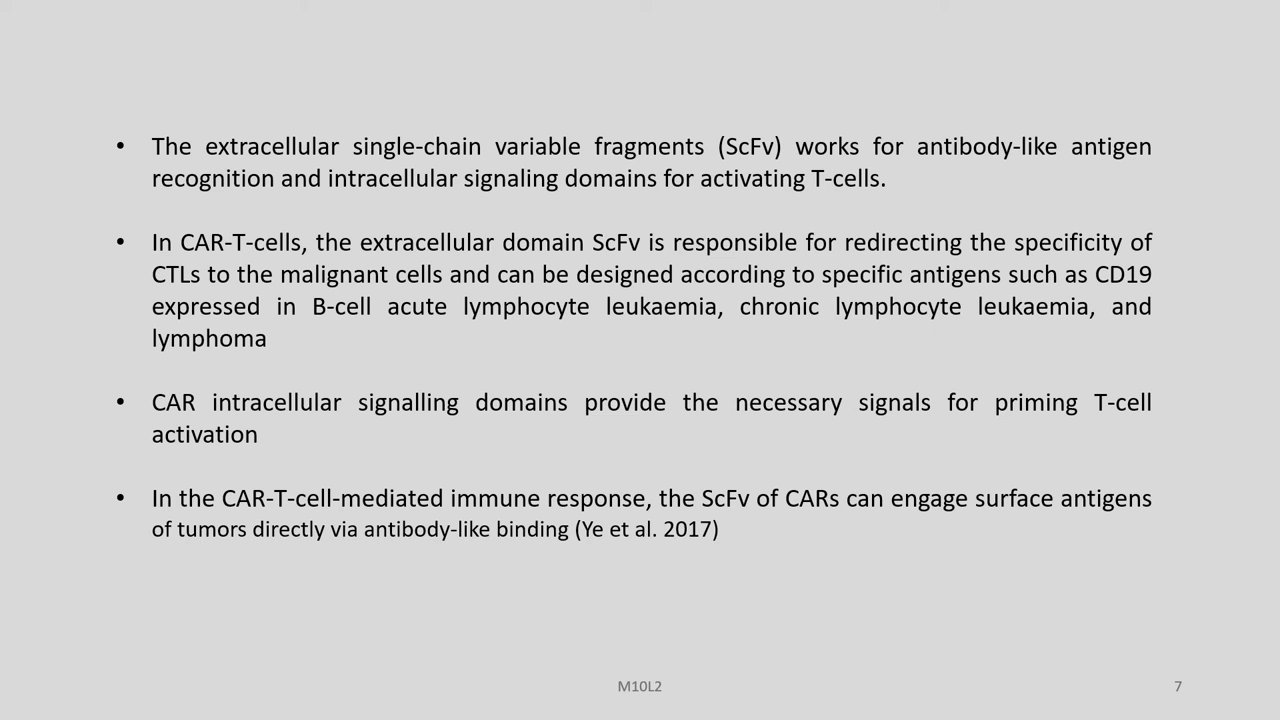 • The extracellular single-chain variable fragments (ScFv) works for antibody-like antigen
recognition and intracellular signaling domains for activating T-cells.
• In CAR-T-cells, the extracellular domain ScFv is responsible for redirecting the specificity of
CTLs to the malignant cells and can be designed according to specific antigens such as CD19
expressed in B-cell acute lymphocyte leukaemia, chronic lymphocyte leukaemia, and
lymphoma
• CAR intracellular signalling domains provide the necessary signals for priming T-cell
activation
• In the CAR-T-cell-mediated immune response, the ScFv of CARs can engage surface antigens
of tumors directly via antibody-like binding (Ye et al. 2017)
M10L2
7